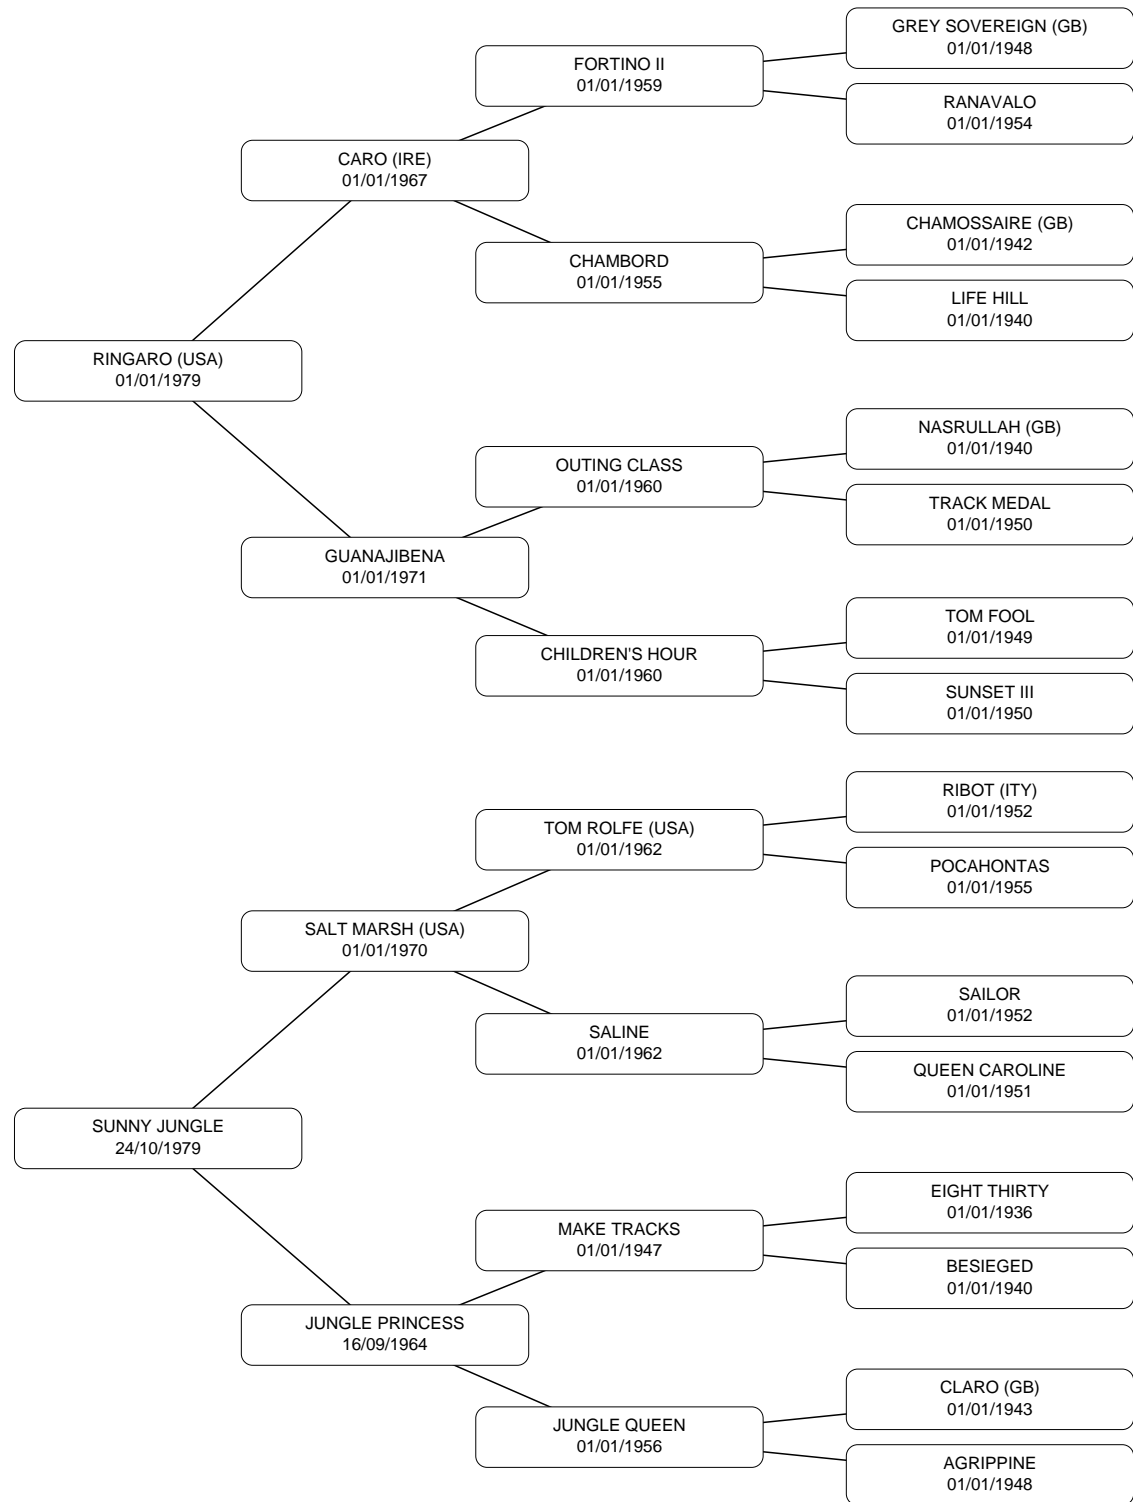 GREY SOVEREIGN (GB)
01/01/1948
FORTINO II
01/01/1959
RANAVALO
01/01/1954
CARO (IRE)
01/01/1967
CHAMOSSAIRE (GB)
01/01/1942
CHAMBORD
01/01/1955
LIFE HILL
01/01/1940
RINGARO (USA)
01/01/1979
NASRULLAH (GB)
01/01/1940
OUTING CLASS
01/01/1960
TRACK MEDAL
01/01/1950
GUANAJIBENA
01/01/1971
TOM FOOL
01/01/1949
CHILDREN'S HOUR
01/01/1960
SUNSET III
01/01/1950
RIBOT (ITY)
01/01/1952
TOM ROLFE (USA)
01/01/1962
POCAHONTAS
01/01/1955
SALT MARSH (USA)
01/01/1970
SAILOR
01/01/1952
SALINE
01/01/1962
QUEEN CAROLINE
01/01/1951
SUNNY JUNGLE
24/10/1979
EIGHT THIRTY
01/01/1936
MAKE TRACKS
01/01/1947
BESIEGED
01/01/1940
JUNGLE PRINCESS
16/09/1964
CLARO (GB)
01/01/1943
JUNGLE QUEEN
01/01/1956
AGRIPPINE
01/01/1948